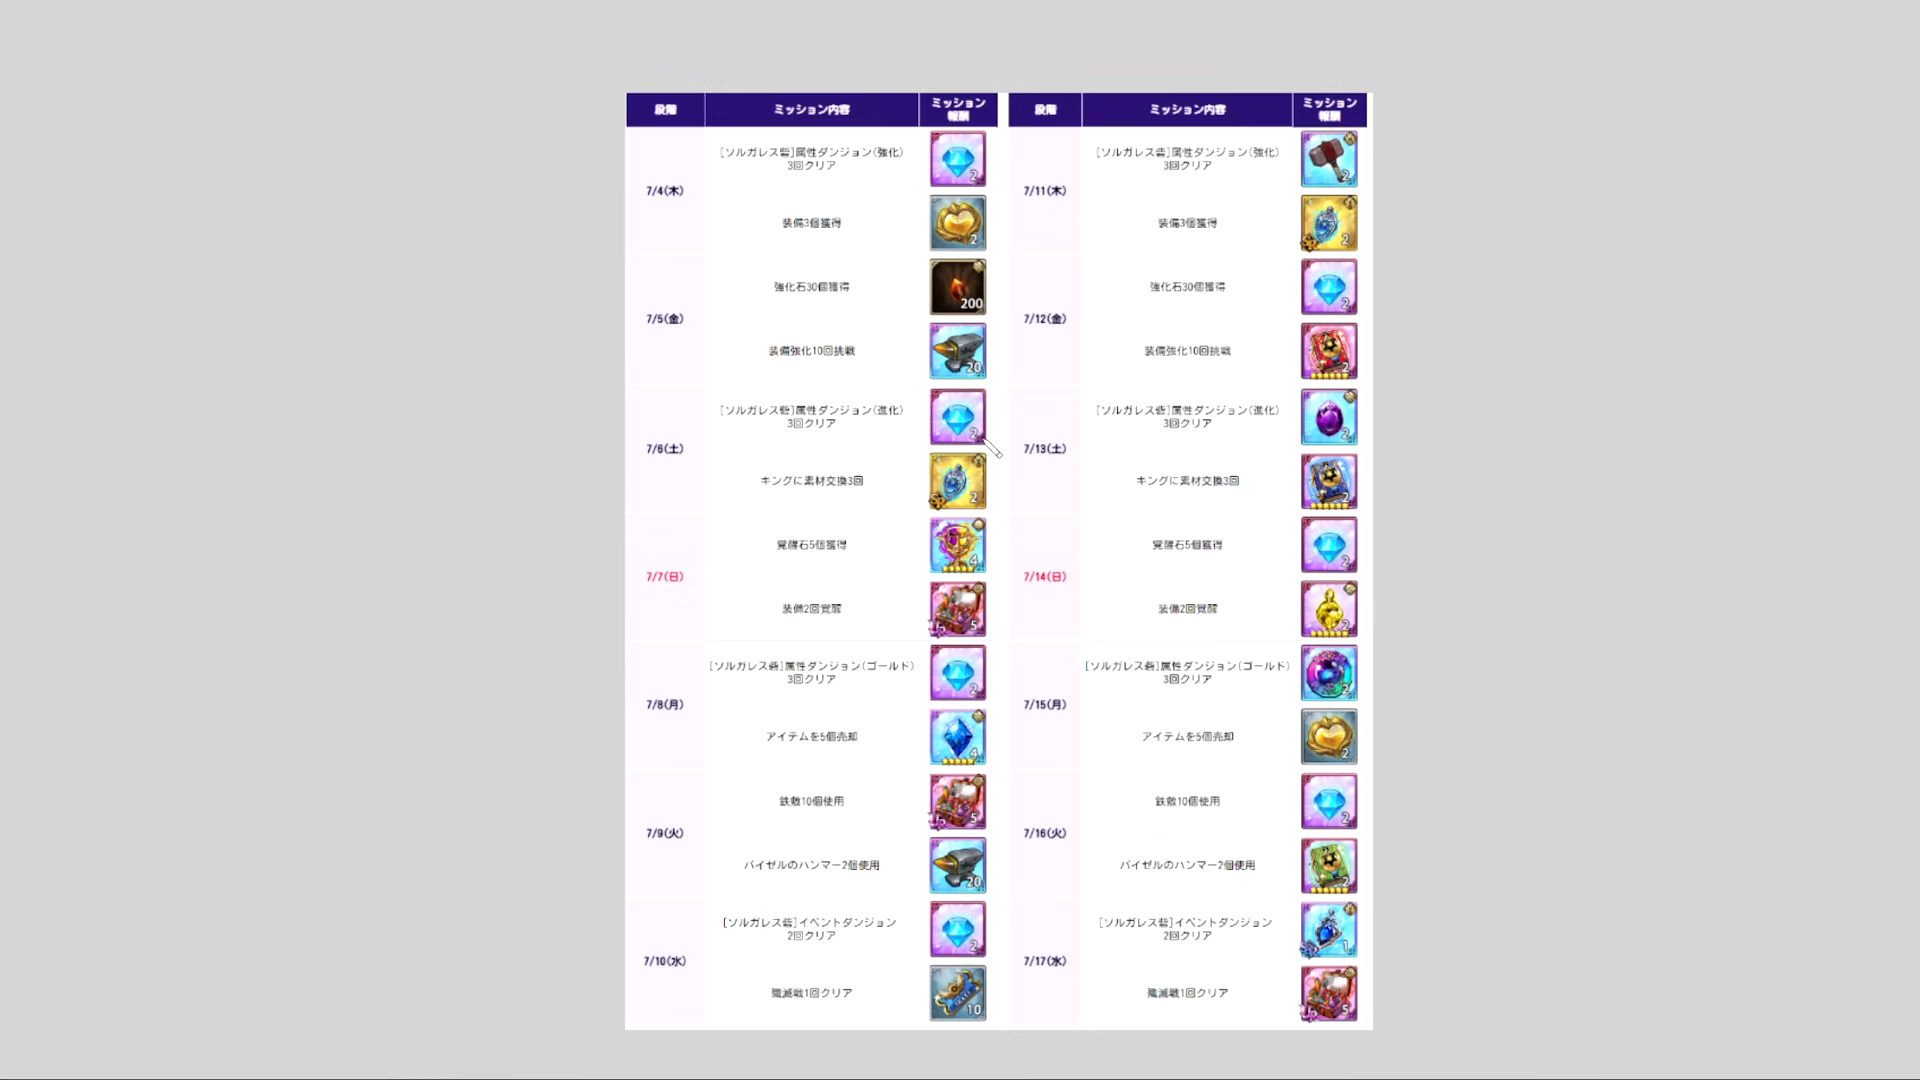 段階 ミッション内容 ミッション報酬
7/4(木)
[ソルガレス砦]属性ダンジョン(強化)
3回クリア
2
装備3個獲得
2
7/5(金)
強化石30個獲得
200
装備強化10回挑戦
20
7/6(土)
[ソルガレス砦]属性ダンジョン(進化)
3回クリア
2
キングに素材交換3回
2
7/7(日)
覚醒石5個獲得
4
装備2回覚醒
5
7/8(月)
[ソルガレス砦]属性ダンジョン(ゴールド)
3回クリア
2
アイテムを5個売却
4
7/9(火)
鉄敷10個使用
5
バイゼルのハンマー2個使用
20
7/10(水)
[ソルガレス砦]イベントダンジョン
2回クリア
2
殲滅戦1回クリア
10
段階 ミッション内容 ミッション報酬
7/11(木)
[ソルガレス砦]属性ダンジョン(強化)
3回クリア
2
装備3個獲得
2
7/12(金)
強化石30個獲得
2
装備強化10回挑戦
2
7/13(土)
[ソルガレス砦]属性ダンジョン(進化)
3回クリア
2
キングに素材交換3回
2
7/14(日)
覚醒石5個獲得
2
装備2回覚醒
2
7/15(月)
[ソルガレス砦]属性ダンジョン(ゴールド)
3回クリア
2
アイテムを5個売却
2
7/16(火)
鉄敷10個使用
2
バイゼルのハンマー2個使用
2
7/17(水)
[ソルガレス砦]イベントダンジョン
2回クリア
1
殲滅戦1回クリア
5